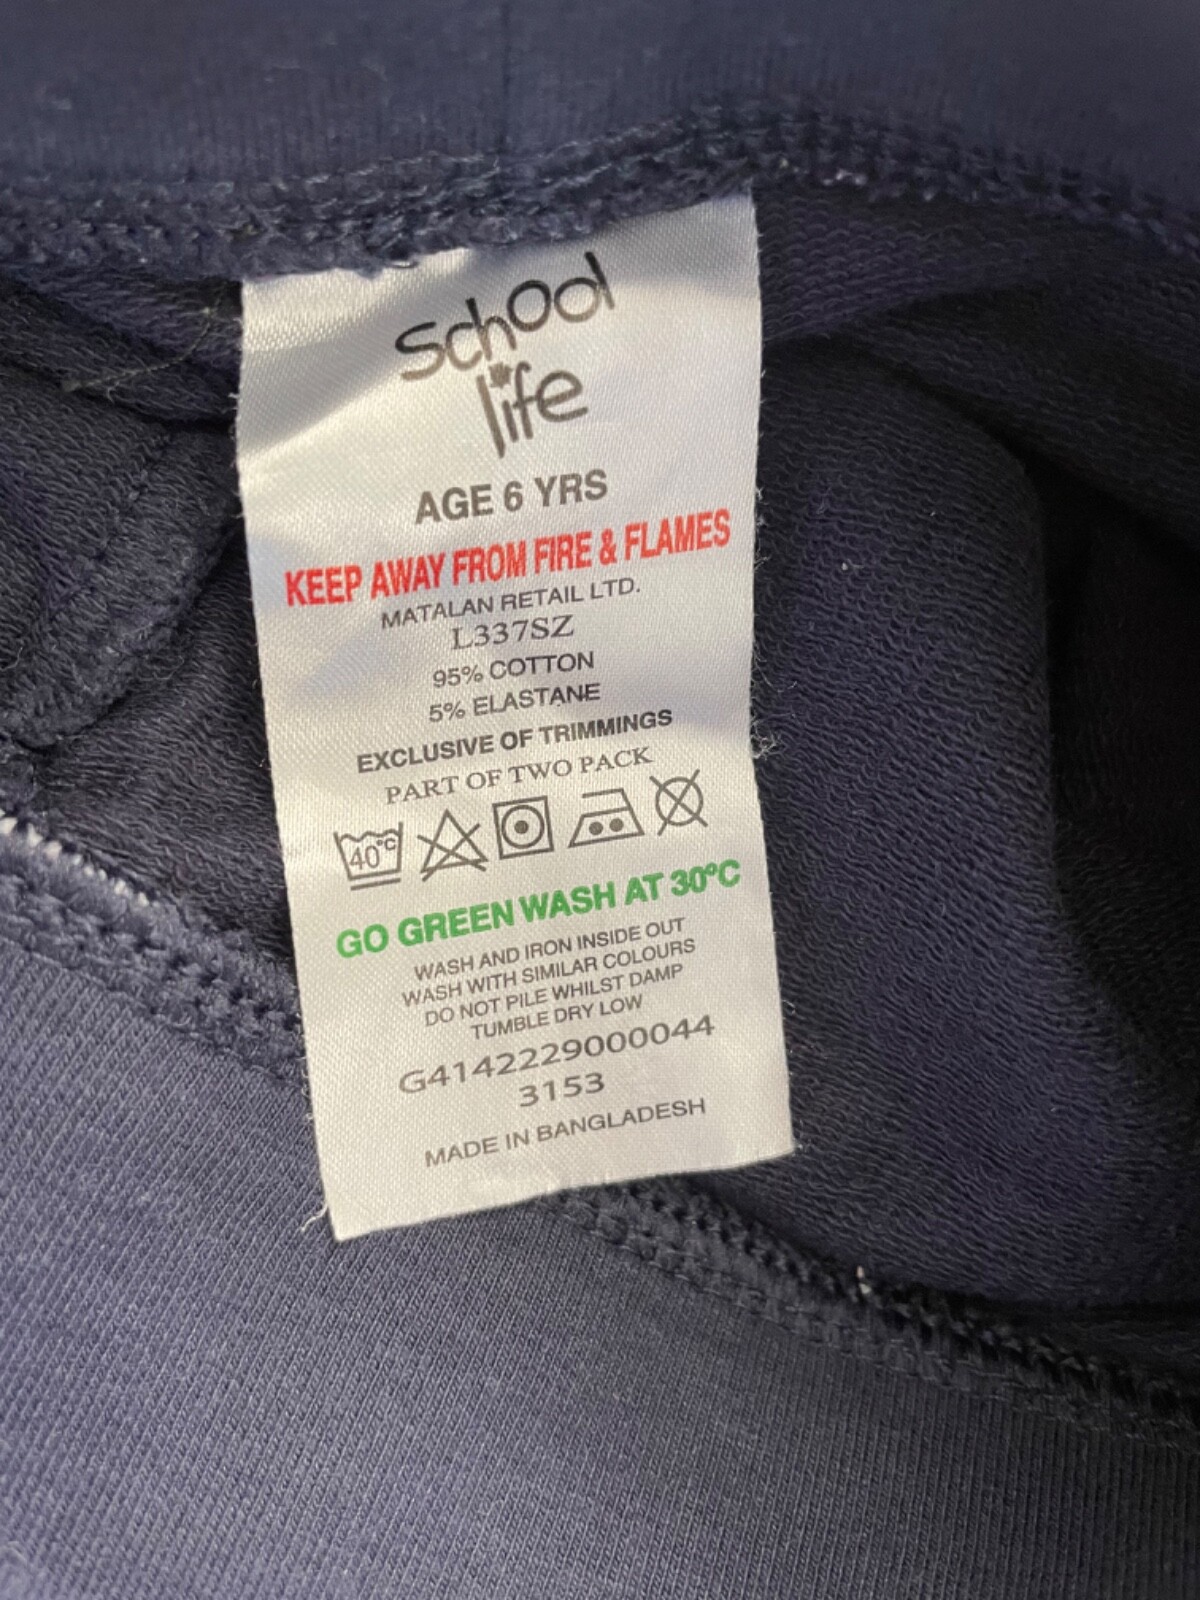 school
life
AGE 6 YRS
KEEP AWAY FROM FIRE & FLAMES
MATALAN RETAIL LTD.
L337SZ
95% COTTON
5% ELASTANE
EXCLUSIVE OF TRIMMINGS
PART OF TWO PACK
40°C
GO GREEN WASH AT 30°C
WASH AND IRON INSIDE OUT
WASH WITH SIMILAR COLOURS
DO NOT PILE WHILST DAMP
TUMBLE DRY LOW
G4142229000044
3153
MADE IN BANGLADESH